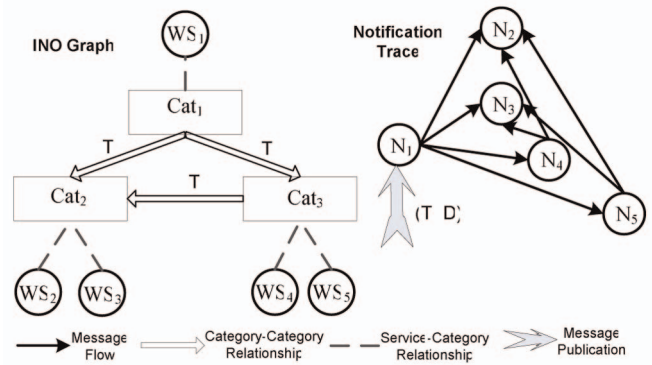 INO Graph
WS1
Cat1
T
T
Cat2
T
Cat3
WS2
WS3
WS4
WS5
Notification
Trace
N2
N3
N1
N4
N5
(T D)
Message
Flow
Category-Category
Relationship
Service-Category
Relationship
Message
Publication